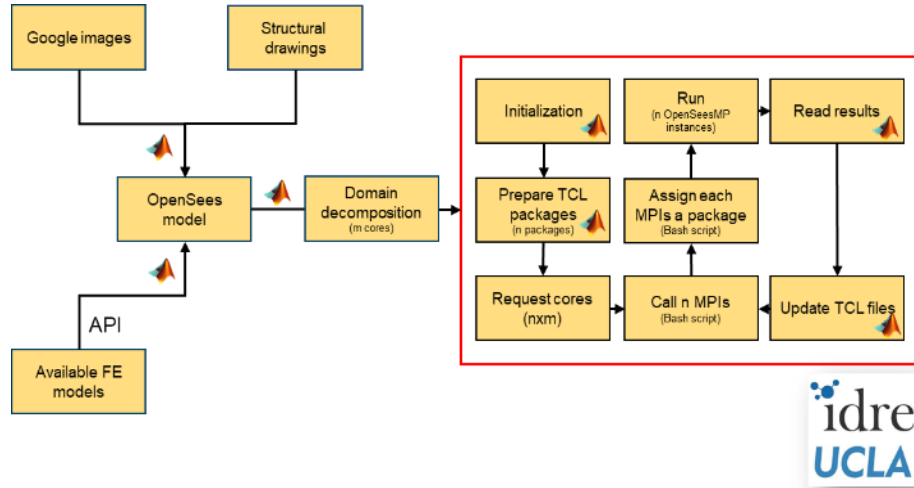 Google images
Structural
drawings
OpenSees
model
API
Available FE
models
Domain
decomposition
(m cores)
Initialization
Prepare TCL
packages
(n packages)
Request cores
(nxm)
Run
(n OpenSeesMP
instances)
Assign each
MPIs a package
(Bash script)
Call n MPIs
(Bash script)
Read results
Update TCL files
idre
UCLA